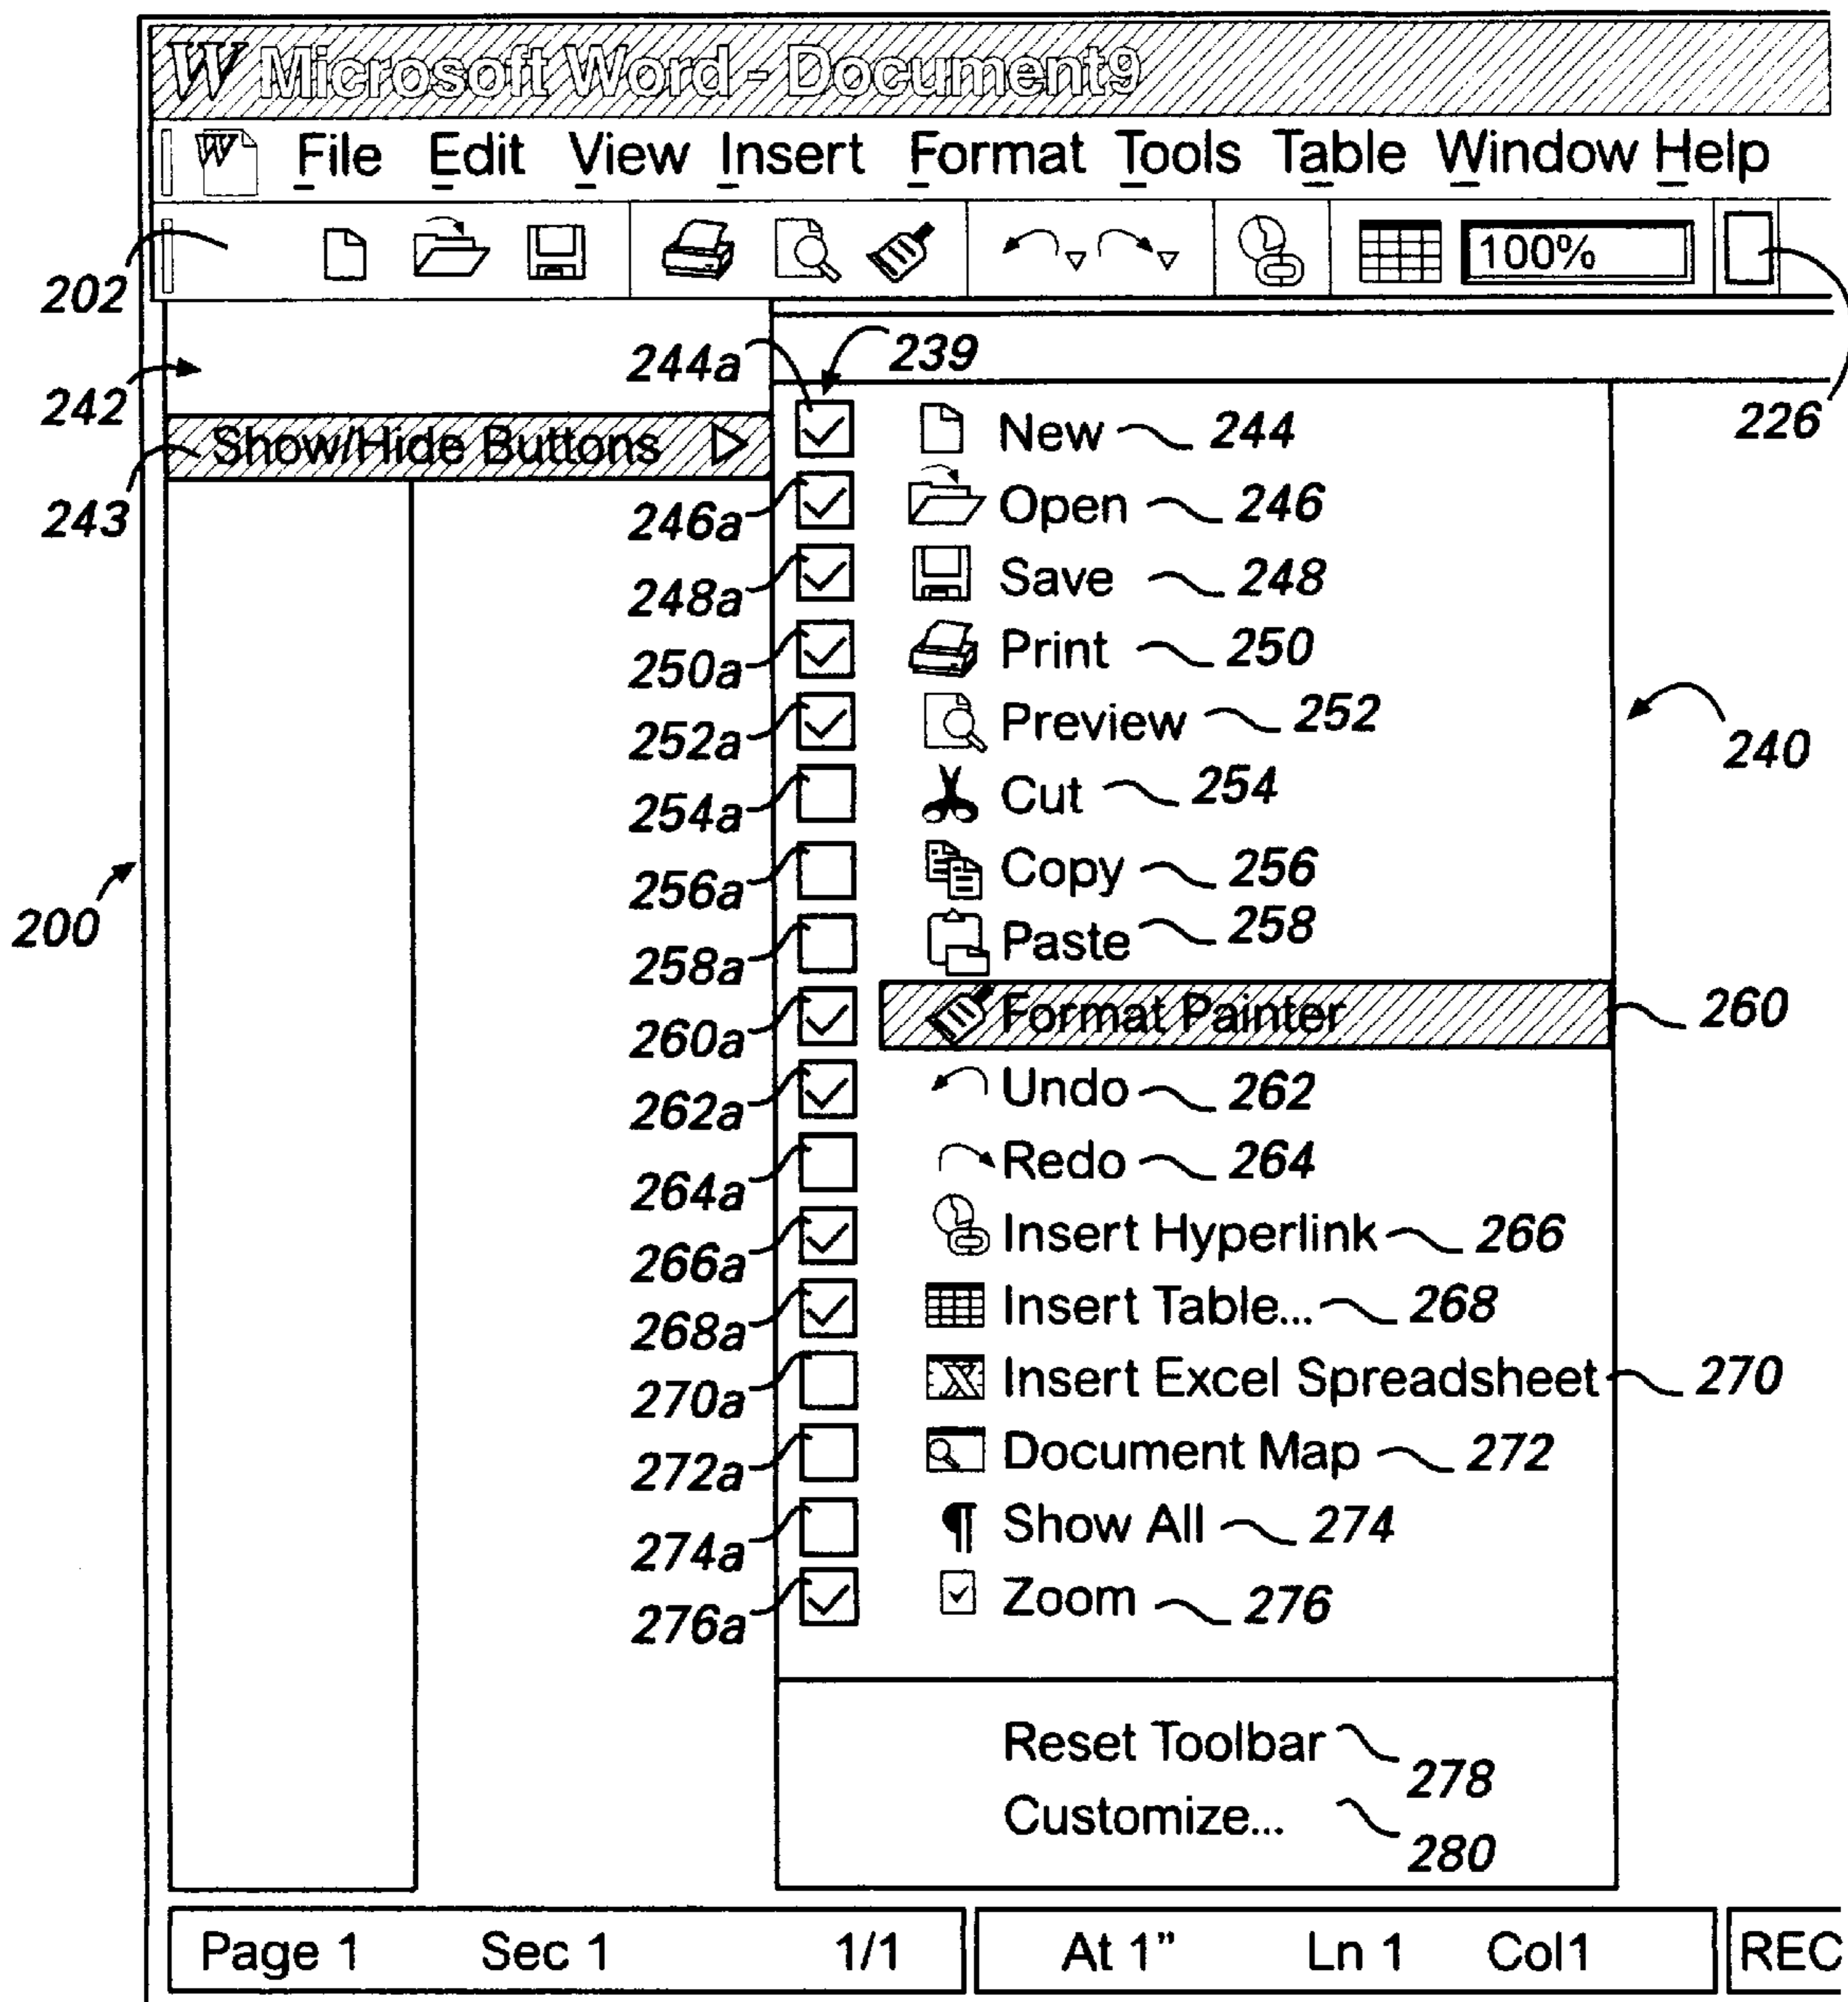 W Microsoft Word - Document9
W File Edit View Insert Format Tools Table Window Help
100%
202
244a 239
242
226
New 244
Show/Hide Buttons
243
246a Open 246
248a Save 248
250a Print 250
252a Preview 252
240
254a Cut 254
256a Copy 256
200
258a Paste 258
260a Format Painter 260
262a Undo 262
264a Redo 264
266a Insert Hyperlink 266
268a Insert Table... 268
270a Insert Excel Spreadsheet 270
272a Document Map 272
274a ¶ Show All 274
276a Zoom 276
Reset Toolbar 278
Customize... 280
Page 1 Sec 1 1/1 At 1” Ln 1 Col1 REC